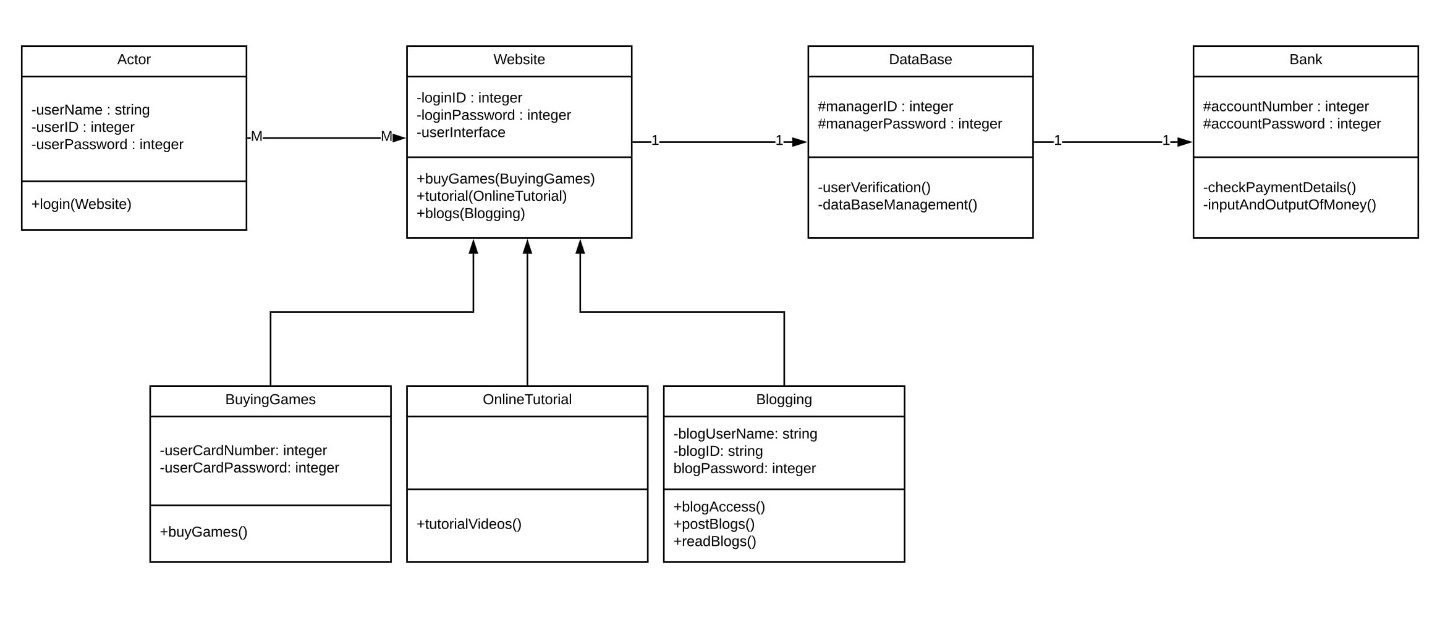 Actor
-userName : string
-userID : integer
-userPassword : integer
+login(Website)
M
M
Website
-loginID : integer
-loginPassword : integer
-userInterface
+buyGames(BuyingGames)
+tutorial(OnlineTutorial)
+blogs(Blogging)
1
1
DataBase
#managerID : integer
#managerPassword : integer
-userVerification()
-dataBaseManagement()
1
1
Bank
#accountNumber : integer
#accountPassword : integer
-checkPaymentDetails()
-inputAndOutputOfMoney()
BuyingGames
-userCardNumber: integer
-userCardPassword: integer
+buyGames()
OnlineTutorial
+tutorialVideos()
Blogging
-blogUserName: string
-blogID: string
blogPassword: integer
+blogAccess()
+postBlogs()
+readBlogs()